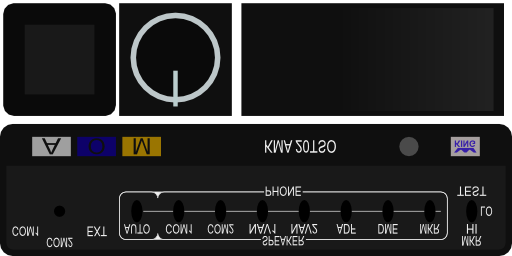 A M KMA 20TSO KING
PHONE TEST
LO
COM1 COM2 EXT AUTO COM1 COM2 NAV1 NAV2 ADF DME MKR HI
SPEAKER MKR